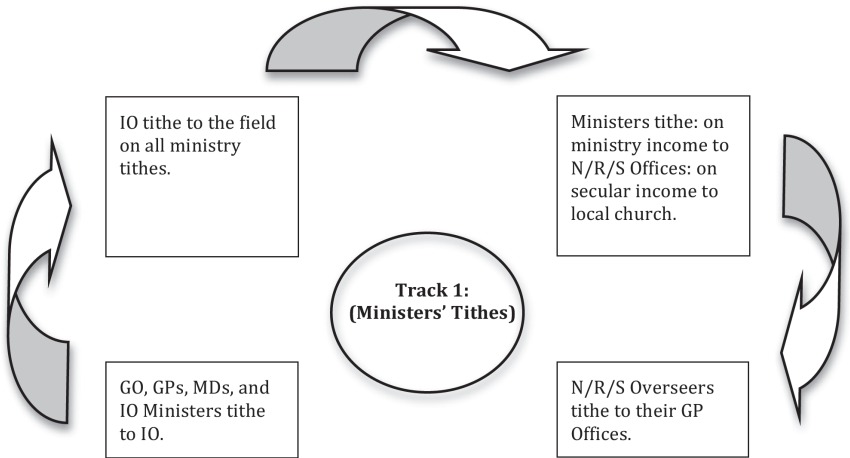 IO tithe to the field
on all ministry
tithes.
Ministers tithe: on
ministry income to
N/R/S Offices: on
secular income to
local church.
Track 1:
(Ministers’ Tithes)
GO, GPs, MDs, and
IO Ministers tithe
to IO.
N/R/S Overseers
tithe to their GP
Offices.